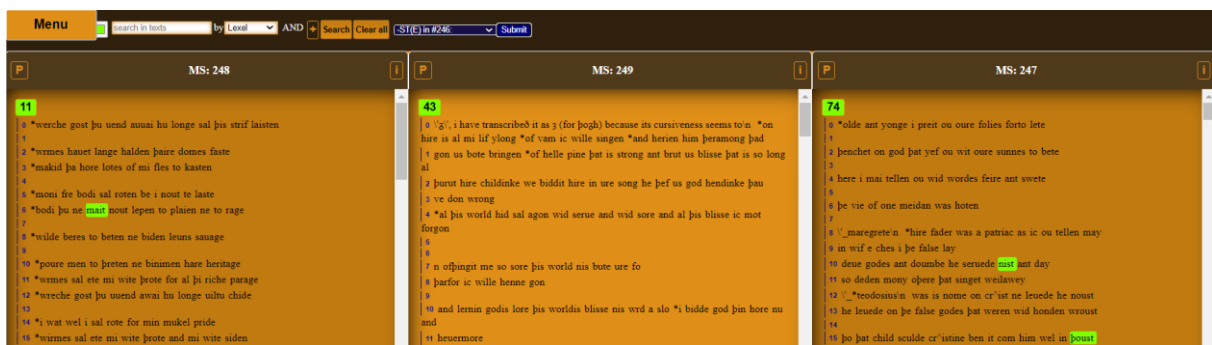 Menu
search in texts by Lexel AND + Search Clear all -ST(E) in #246: Submit
P MS: 248 i
11
0 *werche gost þu uend auuai hu longe sal þis strif laisten
1
2 *wrmes hauet lange halden þaire domes faste
3 *makid þa hore lotes of mi fles to kasten
4
5 *moni fre bodi sal roten be i nout te laste
6 *bodi þu ne mait nout lepen to plaien ne to rage
7
8 *wilde beres to beten ne biden leuns sauage
9
10 *poure men to þreten ne binimen hare heritage
11 *wrmes sal ete mi wite þrote for al þi riche parage
12 *wreche gost þu uuend awai hu longe uiltu chide
13
14 *i wat wel i sal rote for min mukel pride
15 *wirmes sal ete mi wite þrote and mi wite siden
P MS: 249 i
43
0 \'ʒ\', i have transcribeð it as ȝ (for þoȝh) because its cursiveness seems to\n *on
hire is al mi lif ylong *of vam ic wille singen *and herien him þeramong þad
1 gon us bote bringen *of helle pine þat is strong ant brut us blisse þat is so long
al
2 þurut hire childinke we biddit hire in ure song he þef us god hendinke þau
3 ve don wrong
4 *al þis world hid sal agon wid serue and wid sore and al þis blisse ic mot
forgon
5
6
7 n ofþingit me so sore þis world nis bute ure fo
8 þarfor ic wille henne gon
9
10 and lernin godis lore þis worldis blisse nis wrd a slo *i bidde god þin hore nu
and
11 heuermore
P MS: 247 i
74
0 *olde ant yonge i preit ou oure folies forto lete
1
2 þenchet on god þat yef ou wit oure sunnes to bete
3
4 here i mai tellen ou wid wordes feire ant swete
5
6 þe vie of one meidan was hoten
7
8 \'_maregrete\n *hire fader was a patriac as ic ou tellen may
9 in wif e ches i þe false lay
10 deue godes ant doumbe he seruede nist ant day
11 so deden mony oþere þat singet weilawey
12 \'_*teodosius\n was is nome on cr^ist ne leuede he noust
13 he leuede on þe false godes þat weren wid honden wroust
14
15 þo þat child sculde cr^istine ben it com him wel in þoust